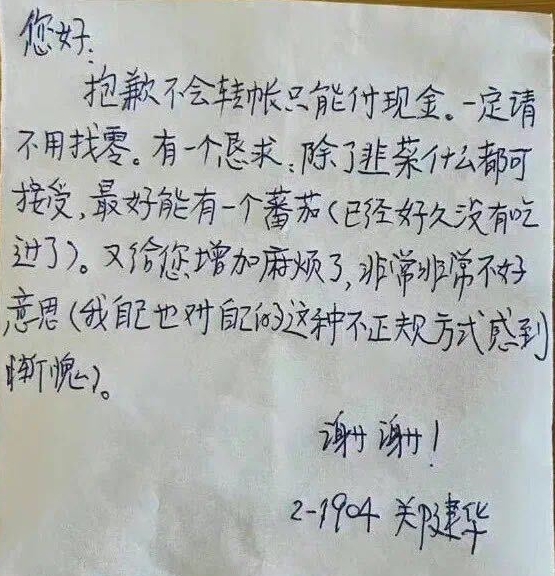 您好:
抱歉不会转帐只能付现金。一定请
不用找零。有一个恳求:除了韭菜什么都可
接受,最好能有一个蕃茄(已经好久没有吃
过了)。又给您增加麻烦了,非常非常不好
意思(我自己也对自己的这种不正规方式感到
惭愧)。
谢谢!
2-1904 郑建华